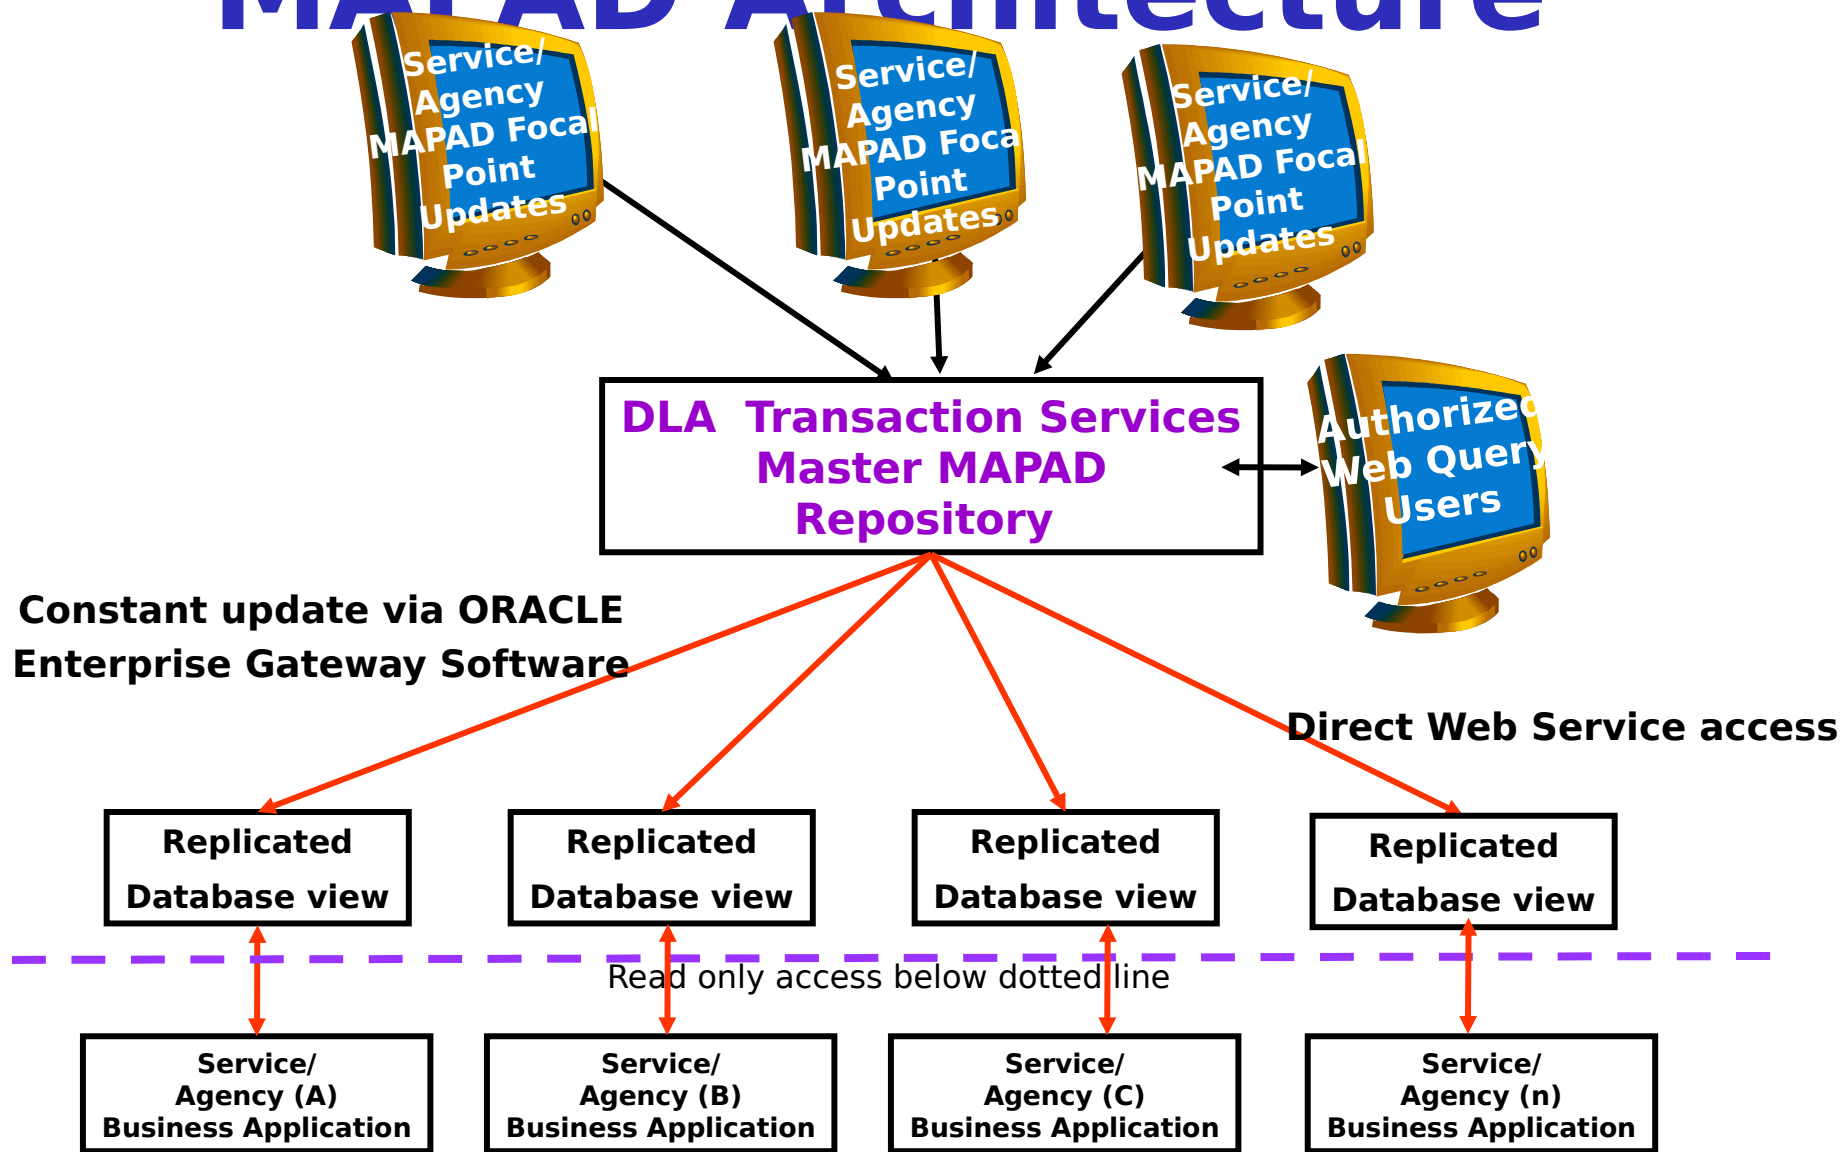 MAPAD Architecture
Service/
Agency
MAPAD Focal
Point
Updates
Service/
Agency
MAPAD Foca
Point
Updates
Service/
Agency
MAPAD Focal
Point
Updates
DLA  Transaction Services
Master MAPAD
Repository
Authorized
Web Query
Users
Constant update via ORACLE
Enterprise Gateway Software
Direct Web Service access
Replicated
Database view
Replicated
Database view
Replicated
Database view
Replicated
Database view
Read only access below dotted line
Service/
Agency (A)
Business Application
Service/
Agency (B)
Business Application
Service/
Agency (C)
Business Application
Service/
Agency (n)
Business Application